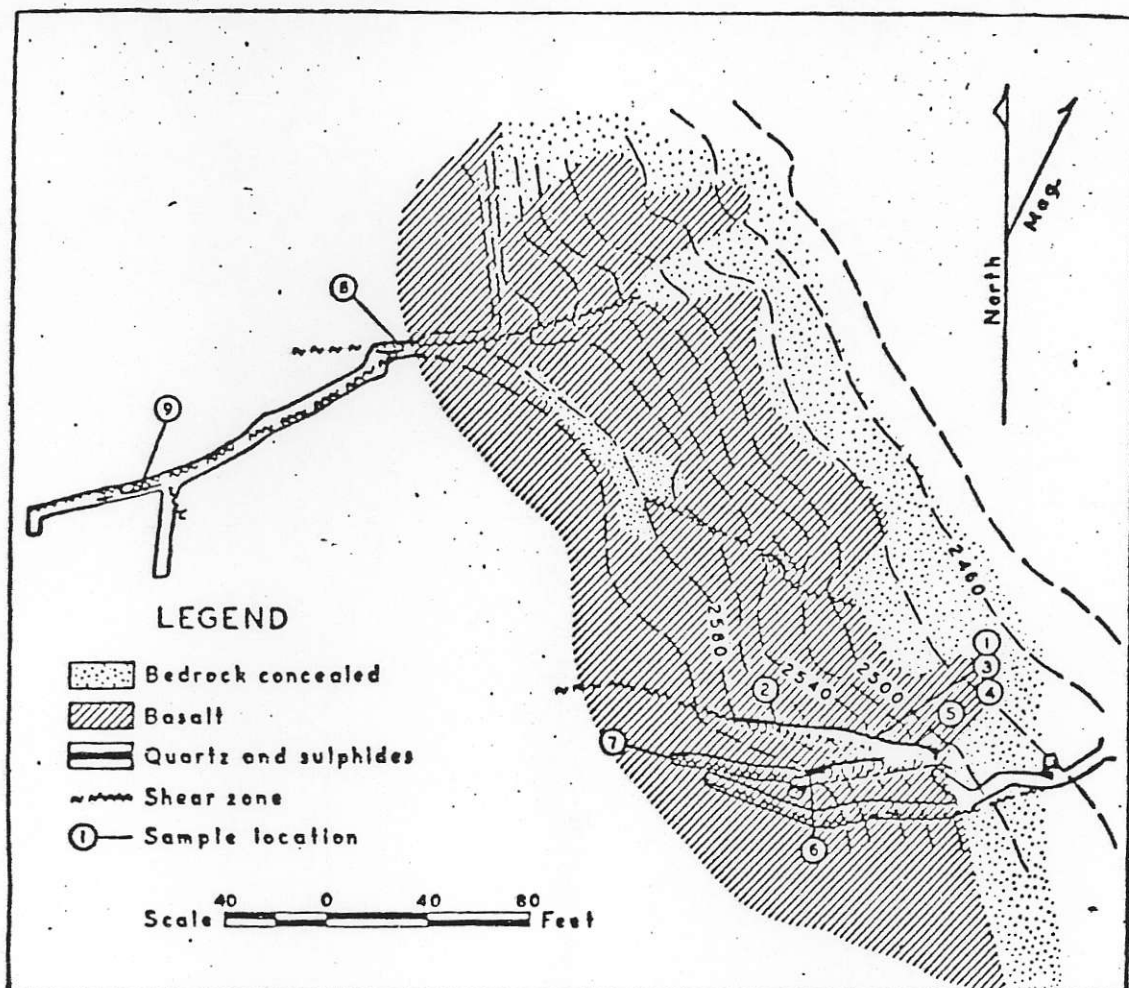 North
Mag.
8
9
2460
2580
2540
2500
1
3
4
2
5
7
6
LEGEND
Bedrock concealed
Basalt
Quartz and sulphides
Shear zone
1 Sample location
40 0 40 80
Scale Feet